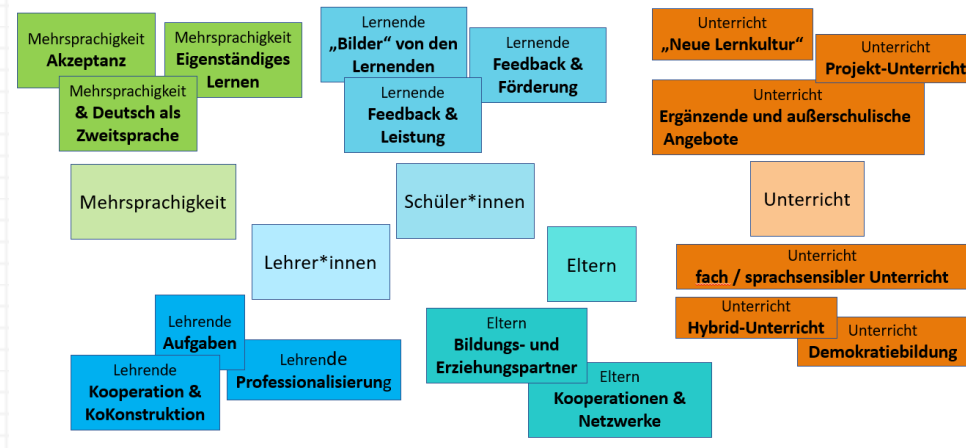 Mehrsprachigkeit
Akzeptanz
Mehrsprachigkeit
Eigenständiges
Lernen
Mehrsprachigkeit
& Deutsch als
Zweitsprache
Lernende
„Bilder“ von den
Lernenden
Lernende
Feedback &
Förderung
Lernende
Feedback &
Leistung
Unterricht
„Neue Lernkultur“
Unterricht
Projekt-Unterricht
Unterricht
Ergänzende und außerschulische
Angebote
Mehrsprachigkeit
Schüler*innen
Unterricht
Lehrer*innen
Eltern
Unterricht
fach / sprachsensibler Unterricht
Unterricht
Hybrid-Unterricht
Unterricht
Demokratiebildung
Lehrende
Aufgaben
Lehrende
Professionalisierung
Lehrende
Kooperation &
KoKonstruktion
Eltern
Bildungs- und
Erziehungspartner
Eltern
Kooperationen &
Netzwerke